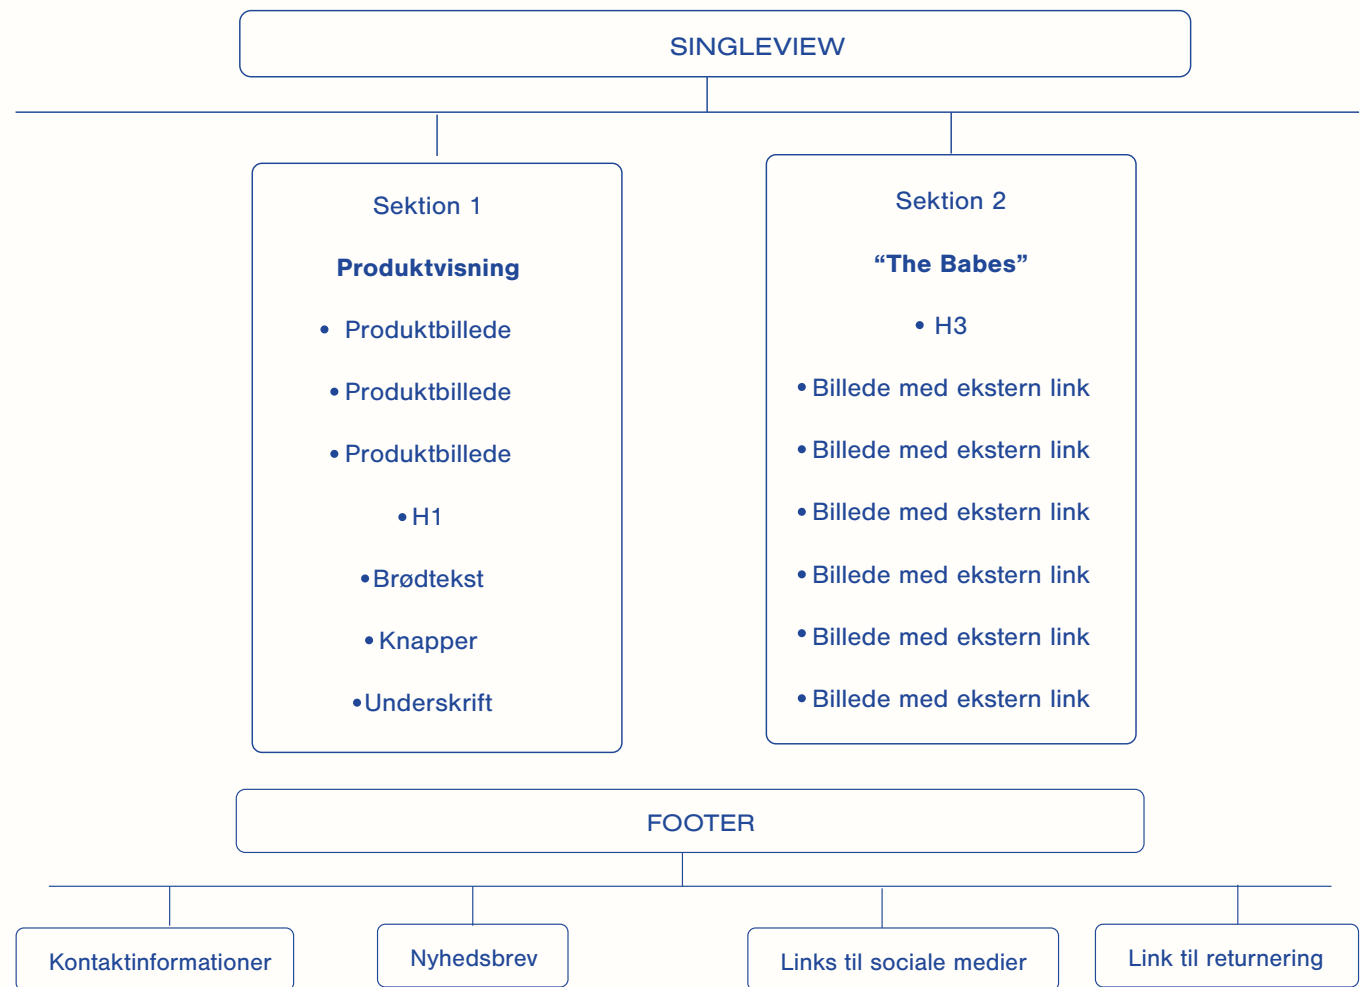 SINGLEVIEW
Sektion 1
Produktvisning
• Produktbillede
• Produktbillede
• Produktbillede
• H1
• Brødtekst
• Knapper
• Underskrift
Sektion 2
“The Babes”
• H3
• Billede med ekstern link
• Billede med ekstern link
• Billede med ekstern link
• Billede med ekstern link
• Billede med ekstern link
• Billede med ekstern link
FOOTER
Kontaktinformationer
Nyhedsbrev
Links til sociale medier
Link til returnering